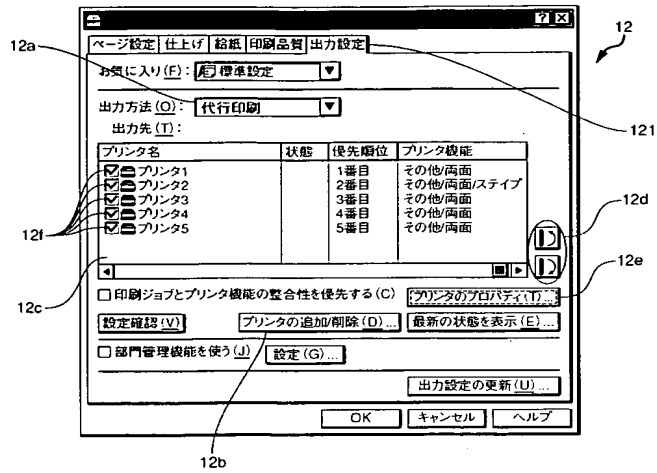 ? X
12
12a
ページ設定 仕上げ 給紙 印刷品質 出力設定
お気に入り(F): 標準設定
出力方法(O): 代行印刷
121
出力先(T):
プリンタ名 状態 優先順位 プリンタ機能
プリンタ1 1番目 その他/両面
プリンタ2 2番目 その他/両面/ステイプ
プリンタ3 3番目 その他/両面
プリンタ4 4番目 その他/両面
プリンタ5 5番目 その他/両面
12f
12d
12e
12c
印刷ジョブとプリンタ機能の整合性を優先する(C) プリンタのプロパティ(T)...
設定確認(V) プリンタの追加/削除(D)... 最新の状態を表示(E)...
部門管理機能を使う(J) 設定(G)...
出力設定の更新(U)...
OK キャンセル ヘルプ
12b